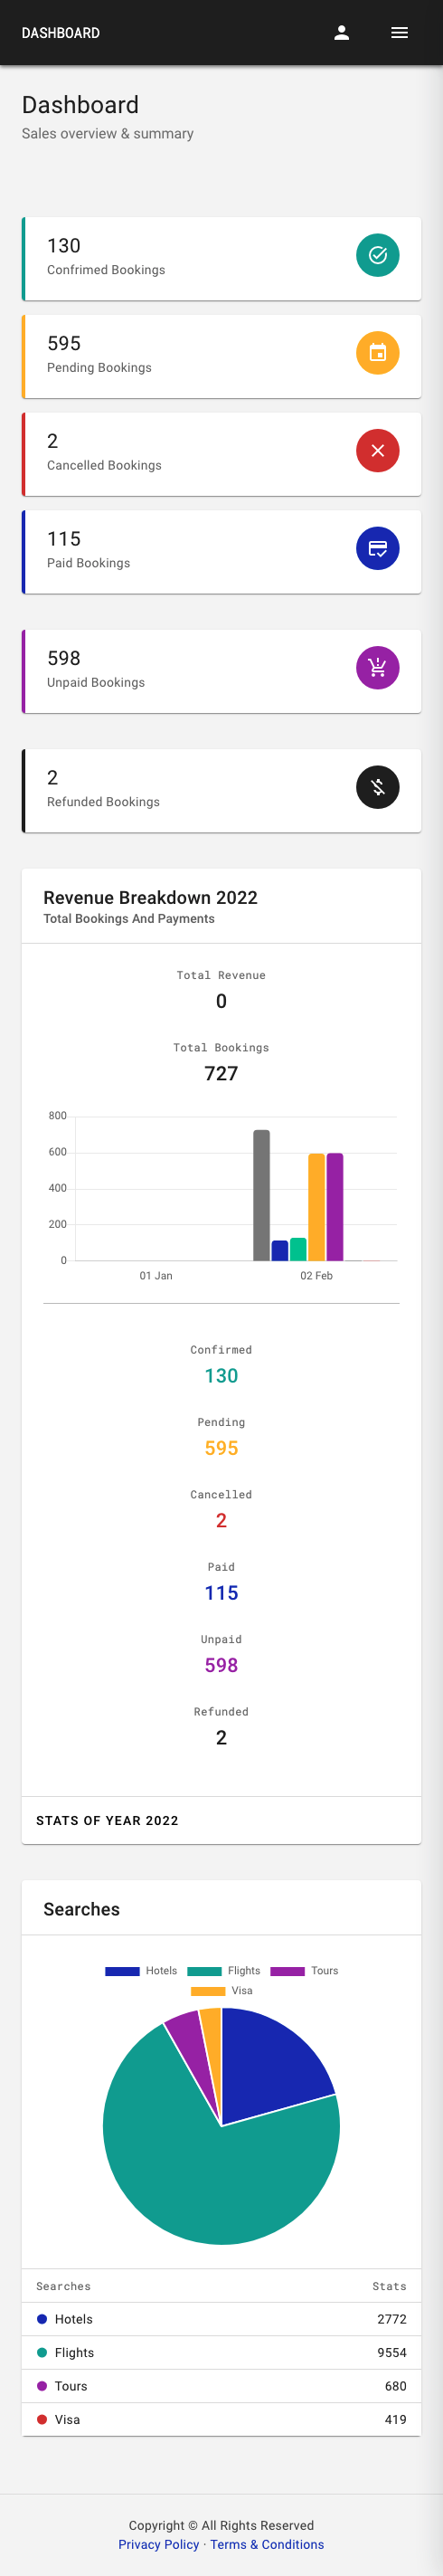 DASHBOARD
Dashboard
Sales overview & summary
130
Confrimed Bookings
595
Pending Bookings
2
Cancelled Bookings
115
Paid Bookings
598
Unpaid Bookings
2
Refunded Bookings
Revenue Breakdown 2022
Total Bookings And Payments
Total Revenue
0
Total Bookings
727
800
600
400
200
0
01 Jan 02 Feb
Confirmed
130
Pending
595
Cancelled
2
Paid
115
Unpaid
598
Refunded
2
STATS OF YEAR 2022
Searches
Hotels Flights Tours
Visa
Searches Stats
Hotels 2772
Flights 9554
Tours 680
Visa 419
Copyright © All Rights Reserved
Privacy Policy · Terms & Conditions